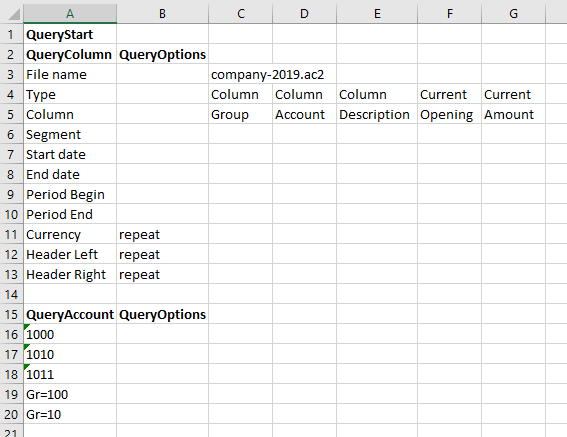 A B C D E F G
1 QueryStart
2 QueryColumn QueryOptions
3 File name company-2019.ac2
4 Type Column Column Column Current Current
5 Column Group Account Description Opening Amount
6 Segment
7 Start date
8 End date
9 Period Begin
10 Period End
11 Currency repeat
12 Header Left repeat
13 Header Right repeat
14
15 QueryAccount QueryOptions
16 1000
17 1010
18 1011
19 Gr=100
20 Gr=10
21